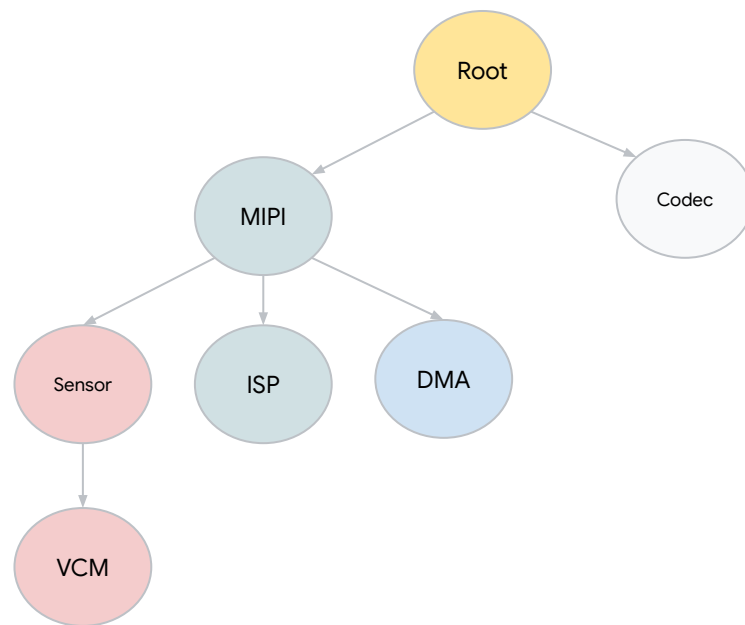 Root
Codec
MIPI
Sensor
ISP
DMA
VCM